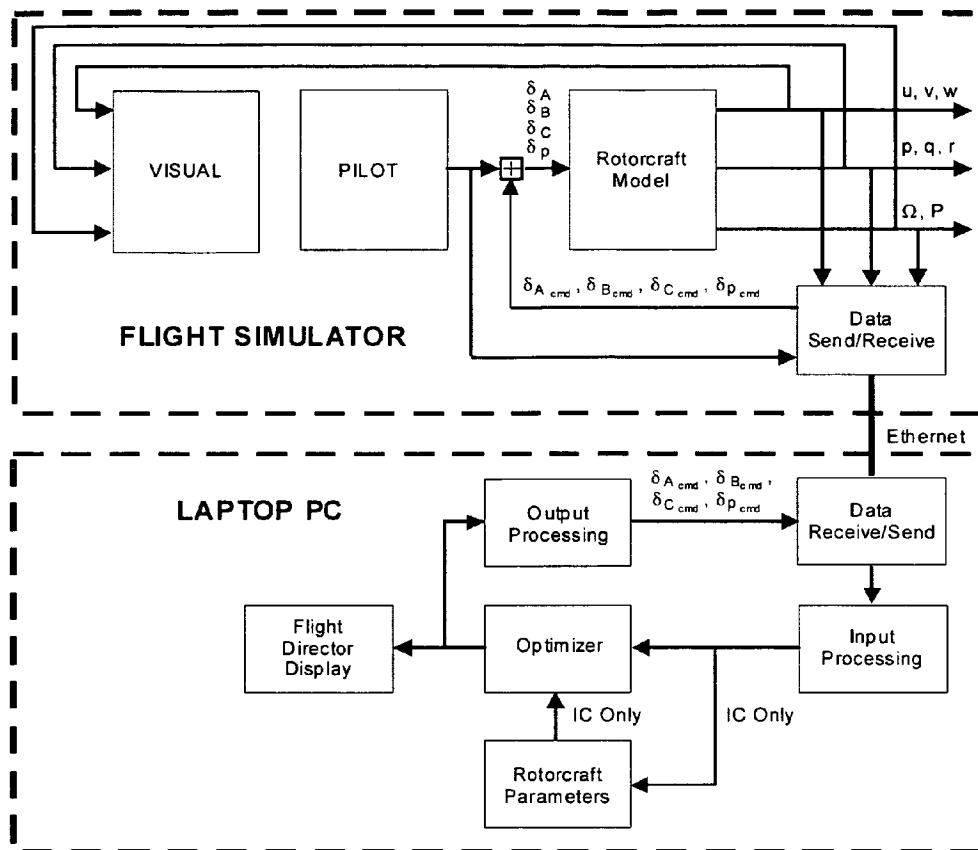 δA
δB
δC
δp
u, v, w
p, q, r
Ω, P
VISUAL
PILOT
Rotorcraft
Model
δA cmd , δB cmd , δC cmd , δp cmd
FLIGHT SIMULATOR
Data
Send/Receive
Ethernet
LAPTOP PC
Output
Processing
δA cmd , δB cmd ,
δC cmd , δp cmd
Data
Receive/Send
Flight
Director
Display
Optimizer
Input
Processing
IC Only
IC Only
Rotorcraft
Parameters